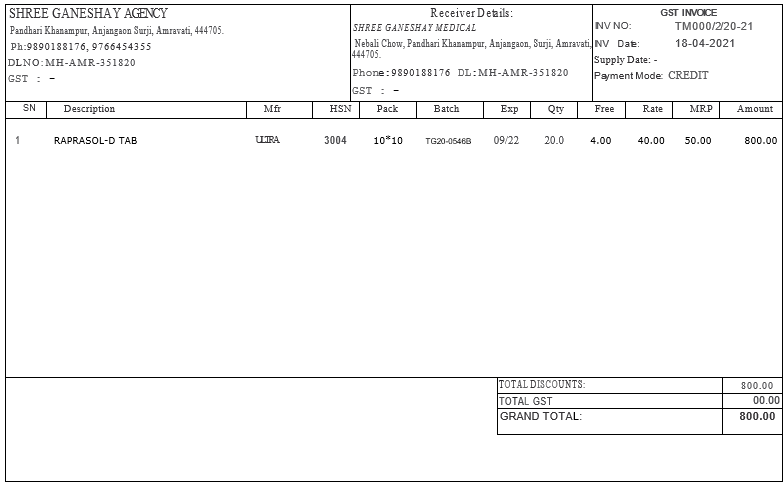 SHREE GANESHAY AGENCY
Pandhari Khanampur, Anjangaon Surji, Amravati, 444705.
Ph:9890188176, 9766454355
DLNO:MH-AMR-351820
GST : –
Receiver Details:
SHREE GANESHAY MEDICAL
Nebali Chow, Pandhari Khanampur, Anjangaon, Surji, Amravati,
444705.
Phone:9890188176 DL:MH-AMR-351820
GST : –
GST INVOICE
INV NO: TM000/2/20-21
INV Date: 18-04-2021
Supply Date: -
Payment Mode: CREDIT
SN Description Mfr HSN Pack Batch Exp Qty Free Rate MRP Amount
1 RAPRASOL-D TAB ULTRA 3004 10*10 TG20-0546B 09/22 20.0 4.00 40.00 50.00 800.00
TOTAL DISCOUNTS: 800.00
TOTAL GST 00.00
GRAND TOTAL: 800.00